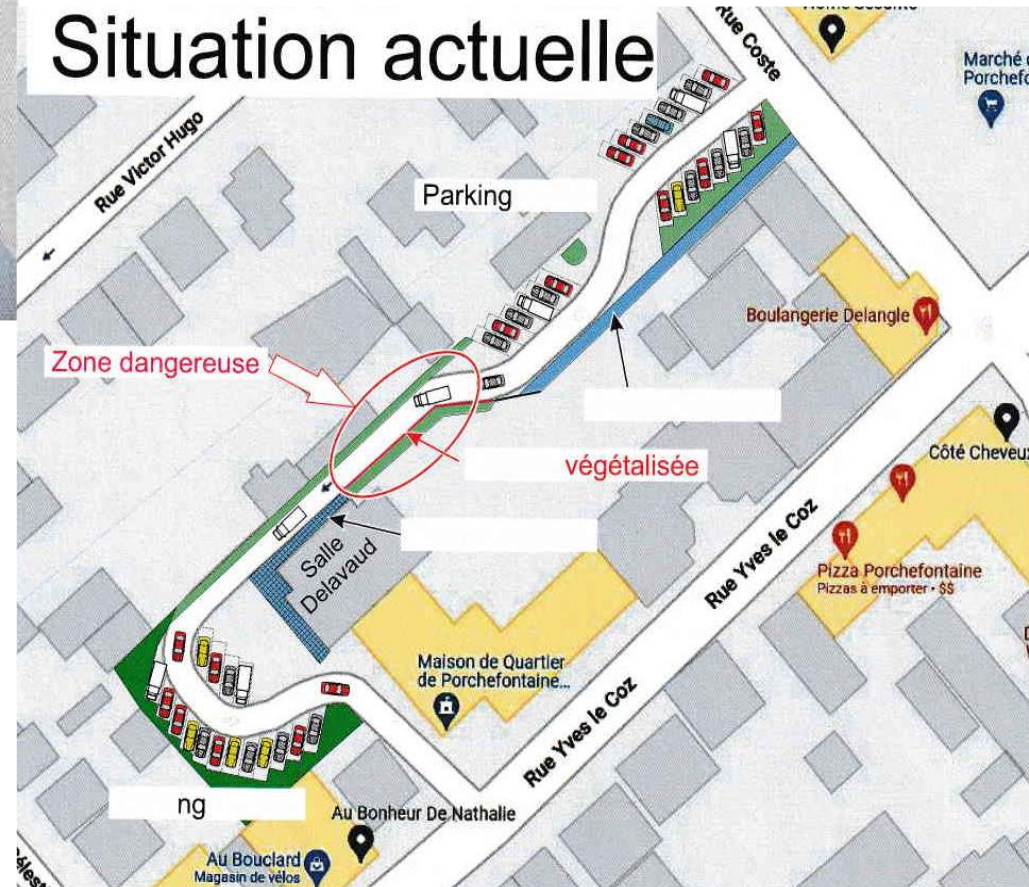 Situation actuelle
Rue Coste
Marché
Porchefo
Rue Victor Hugo
Parking
Boulangerie Delangle
Zone dangereuse
végétalisée
Côté Cheveux
Salle
Delavaud
Rue Yves le Coz
Pizza Porchefontaine
Pizzas à emporter • $$
Maison de Quartier
de Porchefontaine...
Rue Yves le Coz
ng
Au Bonheur De Nathalie
Au Bouclard
Magasin de vélos